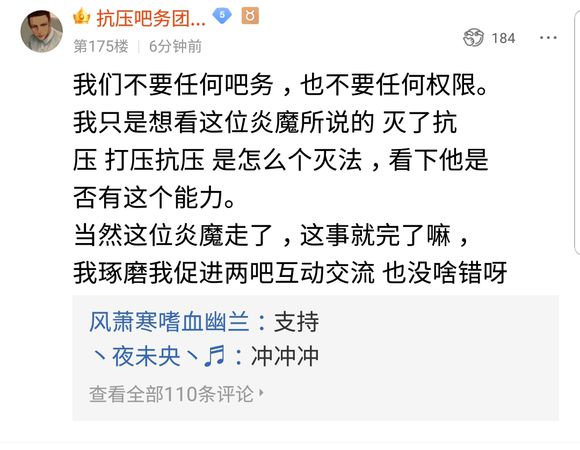 抗压吧务团...
5
第175楼 | 6分钟前
184
我们不要任何吧务，也不要任何权限。
我只是想看这位炎魔所说的 灭了抗
压 打压抗压 是怎么个灭法，看下他是
否有这个能力。
当然这位炎魔走了，这事就完了嘛，
我琢磨我促进两吧互动交流 也没啥错呀
风萧寒嗜血幽兰：支持
丶夜未央丶♬：冲冲冲
查看全部110条评论